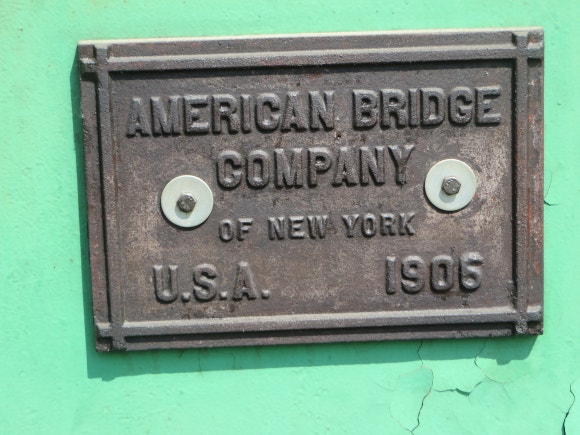 AMERICAN BRIDGE
COMPANY
OF NEW YORK
U.S.A. 1906